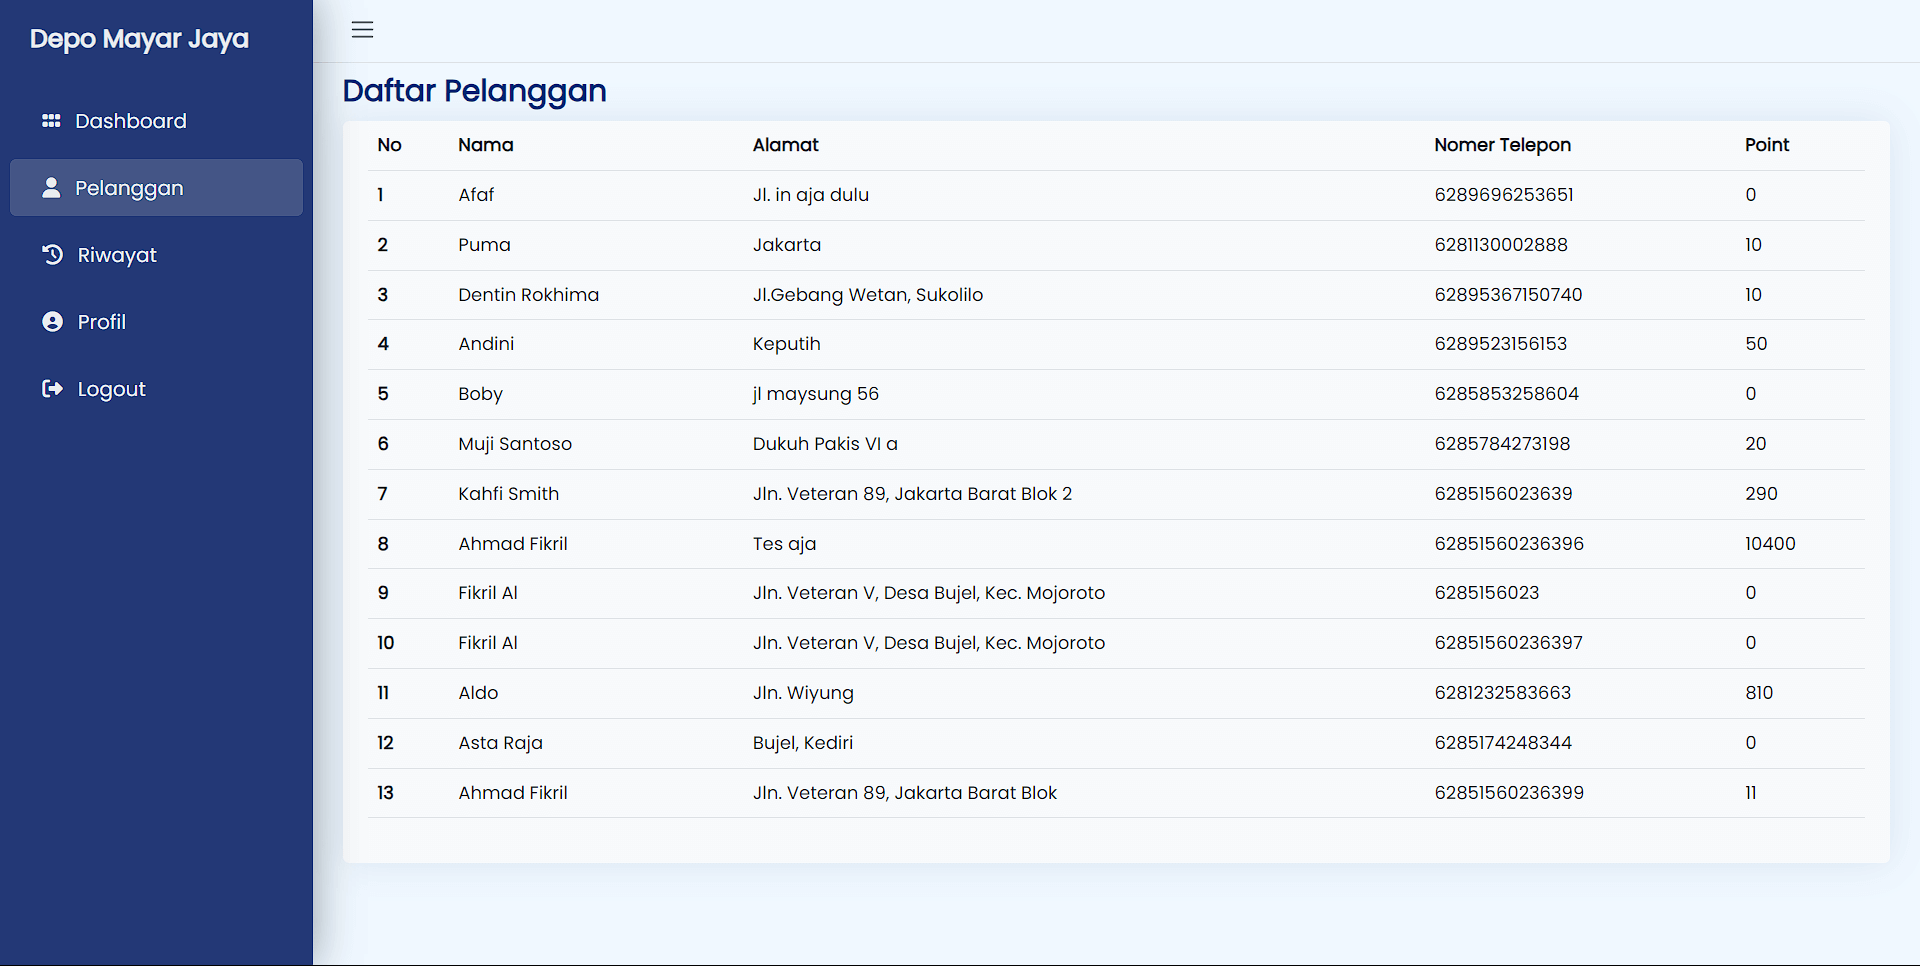 Depo Mayar Jaya
Dashboard
Pelanggan
Riwayat
Profil
Logout
Daftar Pelanggan
No Nama Alamat Nomer Telepon Point
1 Afaf Jl. in aja dulu 6289696253651 0
2 Puma Jakarta 6281130002888 10
3 Dentin Rokhima Jl.Gebang Wetan, Sukolilo 62895367150740 10
4 Andini Keputih 6289523156153 50
5 Boby jl maysung 56 6285853258604 0
6 Muji Santoso Dukuh Pakis VI a 6285784273198 20
7 Kahfi Smith Jln. Veteran 89, Jakarta Barat Blok 2 6285156023639 290
8 Ahmad Fikril Tes aja 62851560236396 10400
9 Fikril Al Jln. Veteran V, Desa Bujel, Kec. Mojoroto 6285156023 0
10 Fikril Al Jln. Veteran V, Desa Bujel, Kec. Mojoroto 62851560236397 0
11 Aldo Jln. Wiyung 6281232583663 810
12 Asta Raja Bujel, Kediri 6285174248344 0
13 Ahmad Fikril Jln. Veteran 89, Jakarta Barat Blok 62851560236399 11